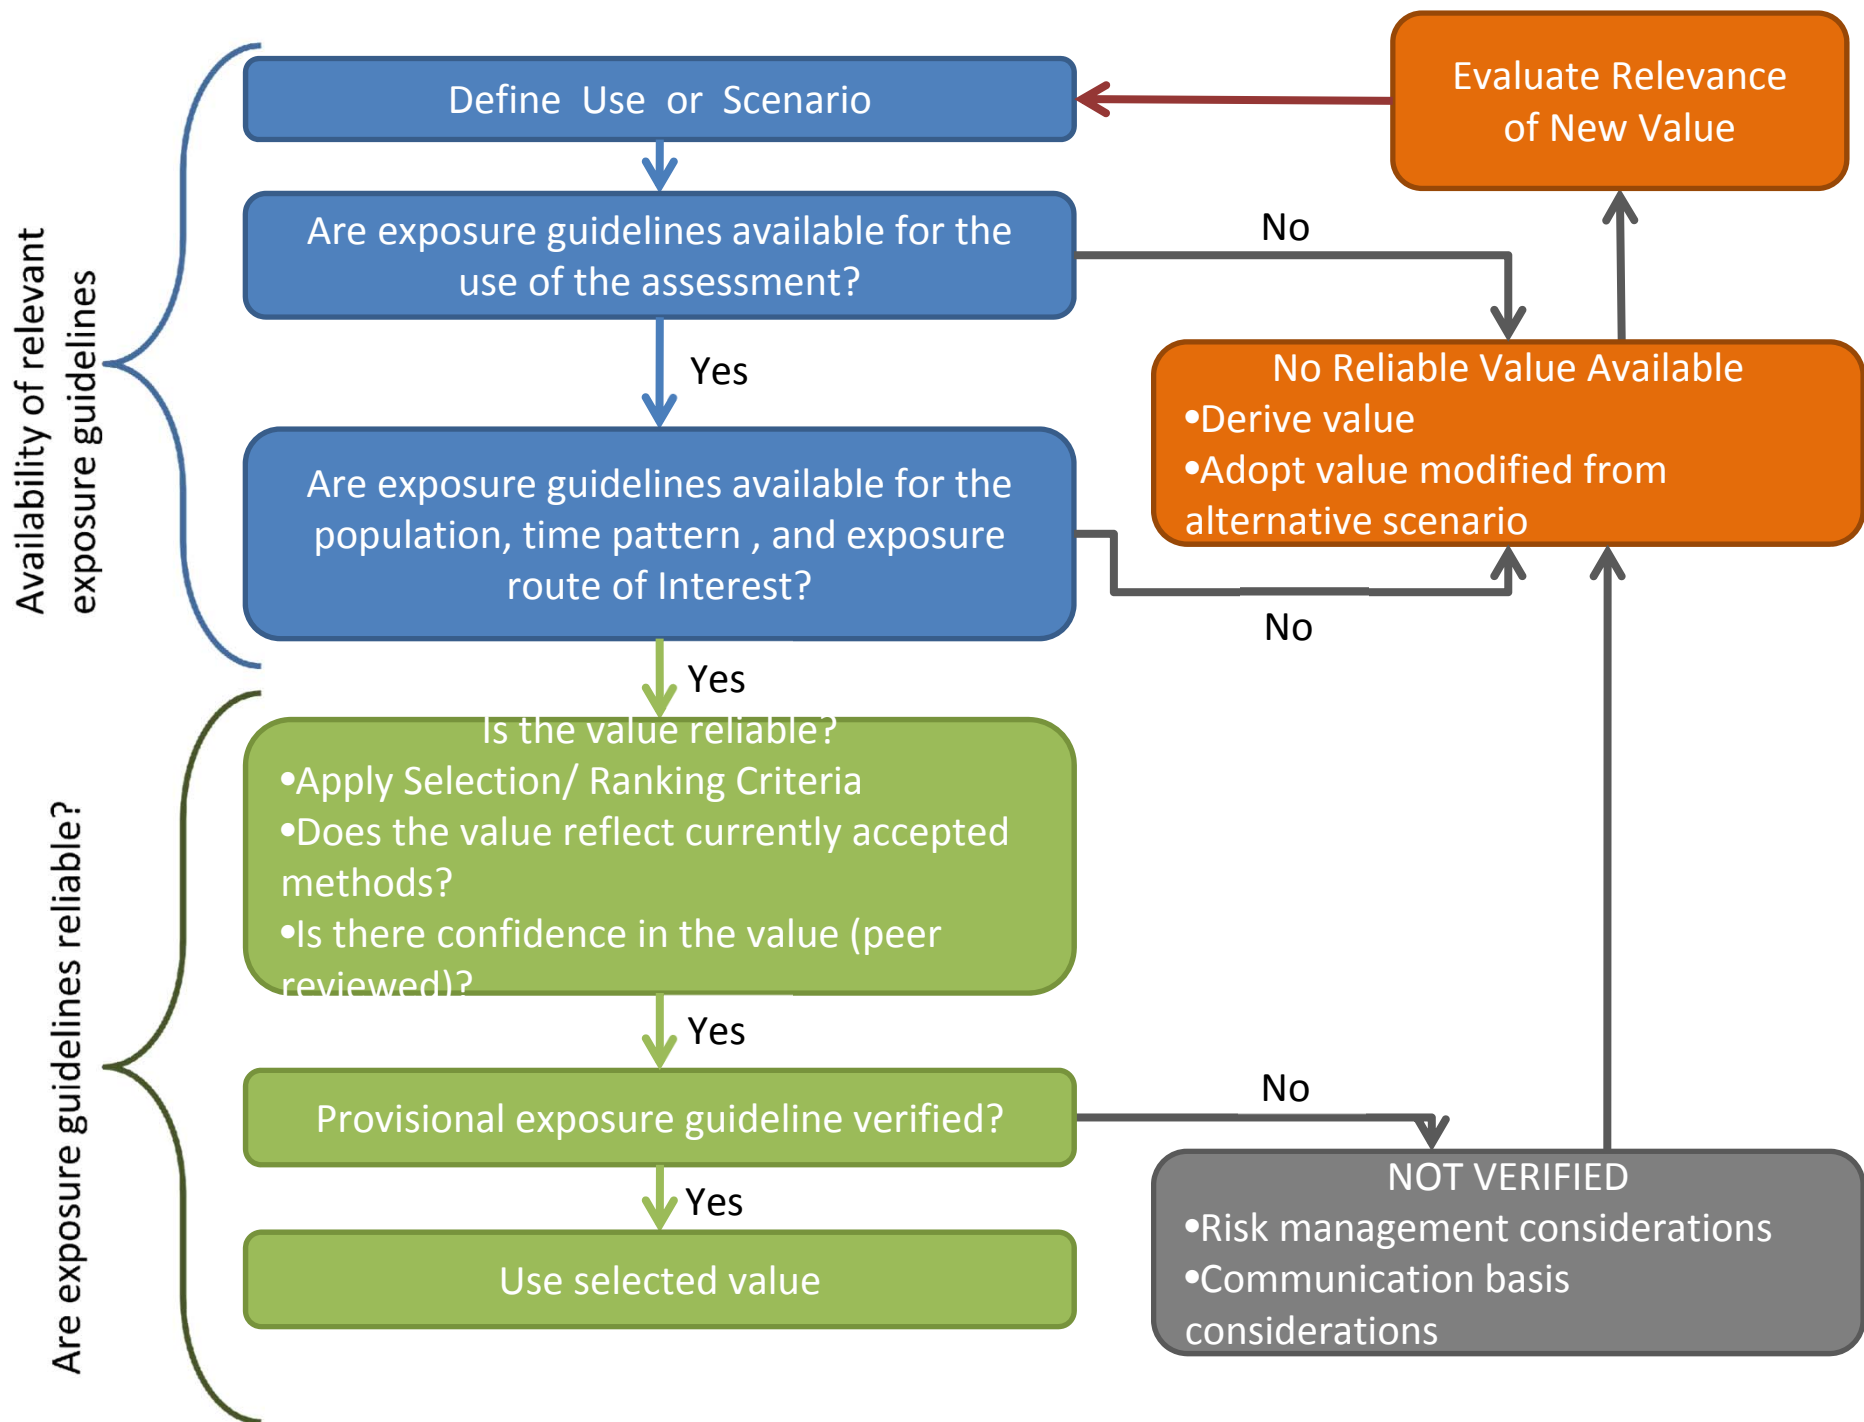 Define  Use  or  Scenario
Evaluate Relevance
of New Value
Are exposure guidelines available for the
use of the assessment?
No
Yes
No Reliable Value Available
•Derive value
•Adopt value modified from
alternative scenario
Availability of relevant
exposure guidelines
Are exposure guidelines available for the
population, time pattern , and exposure
route of Interest?
No
Yes
Is the value reliable?
•Apply Selection/ Ranking Criteria
•Does the value reflect currently accepted
methods?
•Is there confidence in the value (peer
reviewed)?
Are exposure guidelines reliable?
Yes
Provisional exposure guideline verified?
No
Yes
NOT VERIFIED
•Risk management considerations
•Communication basis
considerations
Use selected value